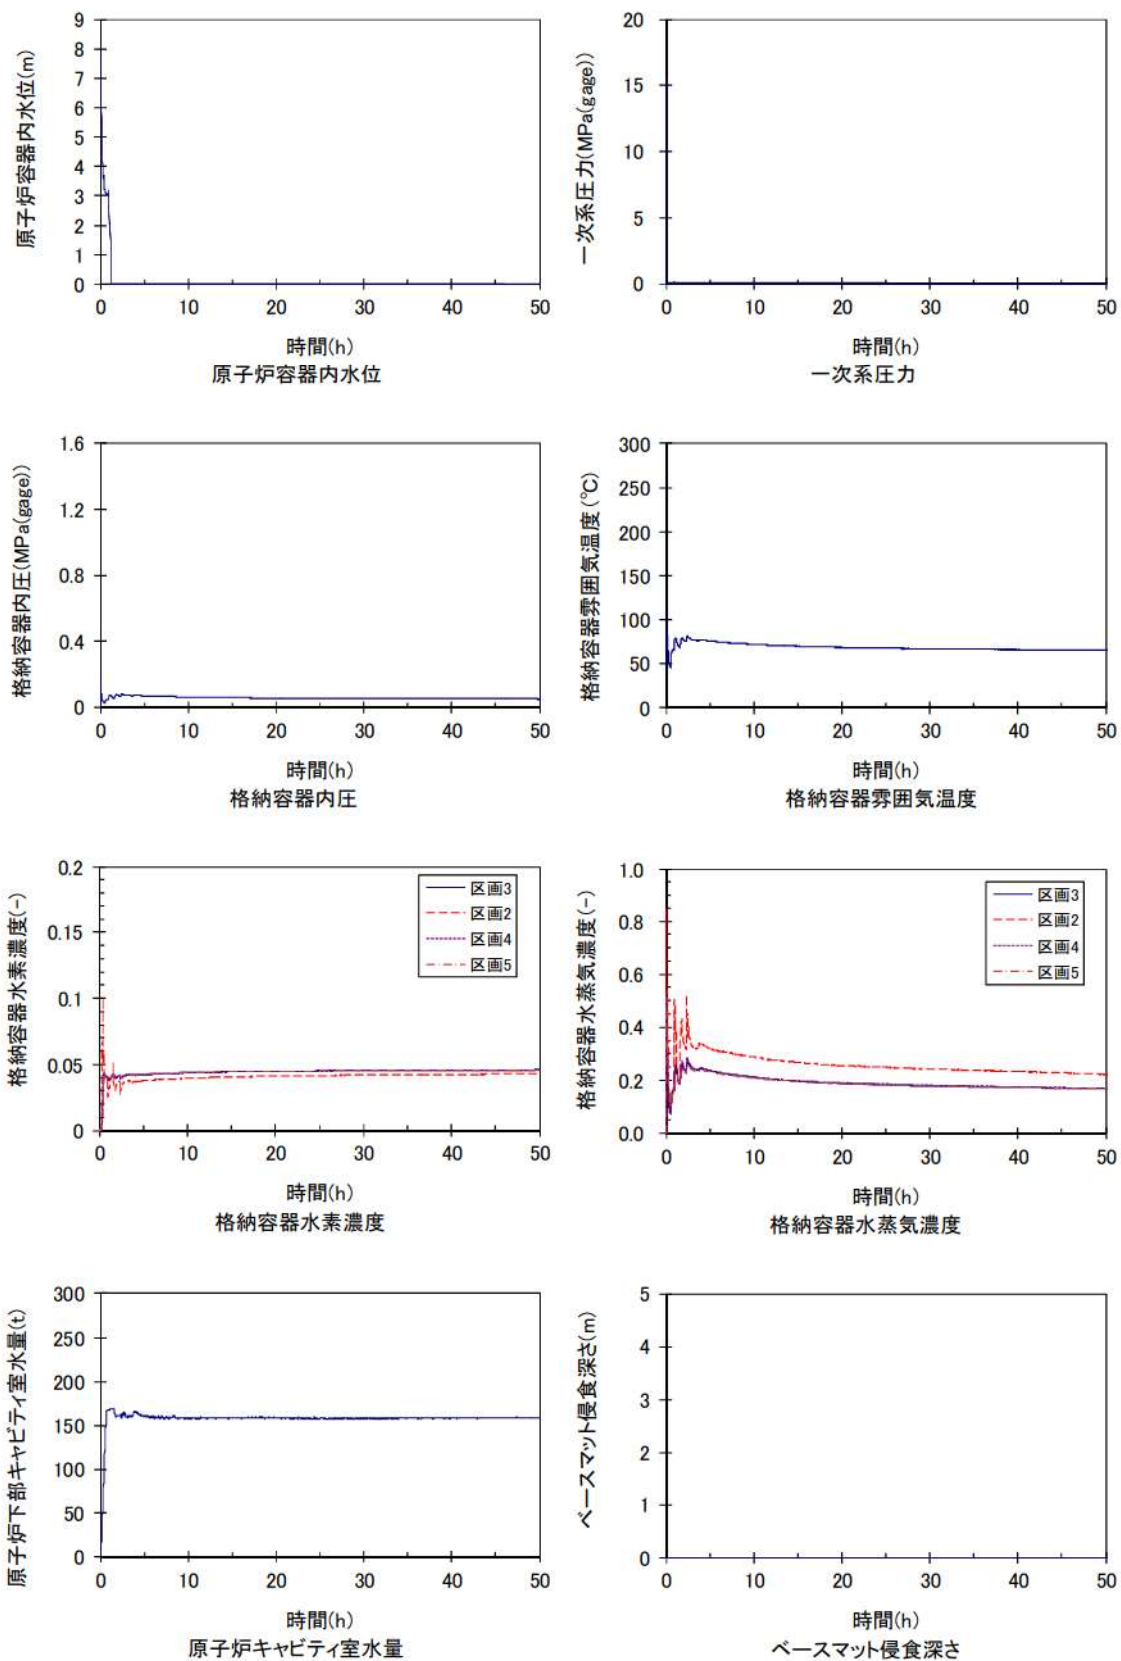 原子炉容器内水位(m)
9
8
7
6
5
4
3
2
1
0
0 10 20 30 40 50
時間(h)
原子炉容器内水位
一次系圧力(MPa(gage))
20
15
10
5
0
0 10 20 30 40 50
時間(h)
一次系圧力
格納容器内圧(MPa(gage))
1.6
1.2
0.8
0.4
0
0 10 20 30 40 50
時間(h)
格納容器内圧
格納容器雰囲気温度(℃)
300
250
200
150
100
50
0
0 10 20 30 40 50
時間(h)
格納容器雰囲気温度
格納容器水素濃度(-)
0.2
0.15
0.1
0.05
0
区画3
区画2
区画4
区画5
0 10 20 30 40 50
時間(h)
格納容器水素濃度
格納容器水蒸気濃度(-)
1.0
0.8
0.6
0.4
0.2
0.0
区画3
区画2
区画4
区画5
0 10 20 30 40 50
時間(h)
格納容器水蒸気濃度
原子炉下部キャビティ室水量(t)
300
250
200
150
100
50
0
0 10 20 30 40 50
時間(h)
原子炉キャビティ室水量
ベースマット侵食深さ(m)
5
4
3
2
1
0
0 10 20 30 40 50
時間(h)
ベースマット侵食深さ